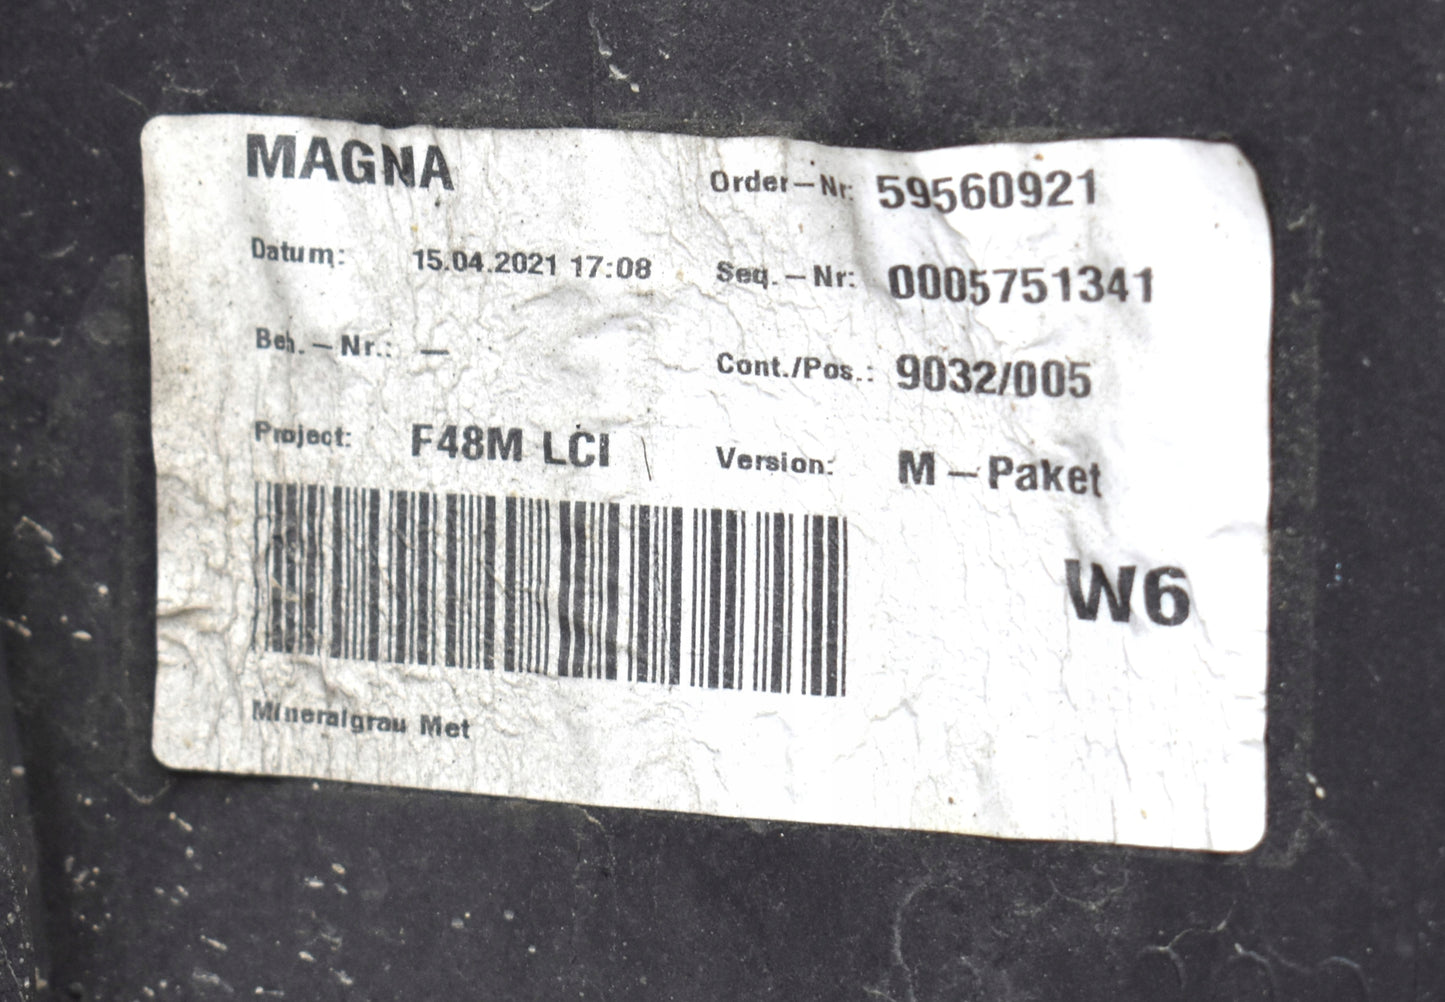 MAGNA
Order-Nr: 59560921
Datum: 15.04.2021 17:08
Seq.-Nr: 0005751341
Beh.-Nr.: -
Cont./Pos.: 9032/005
Project: F48M LCI
Version: M-Paket
W6
Mineralgrau Met